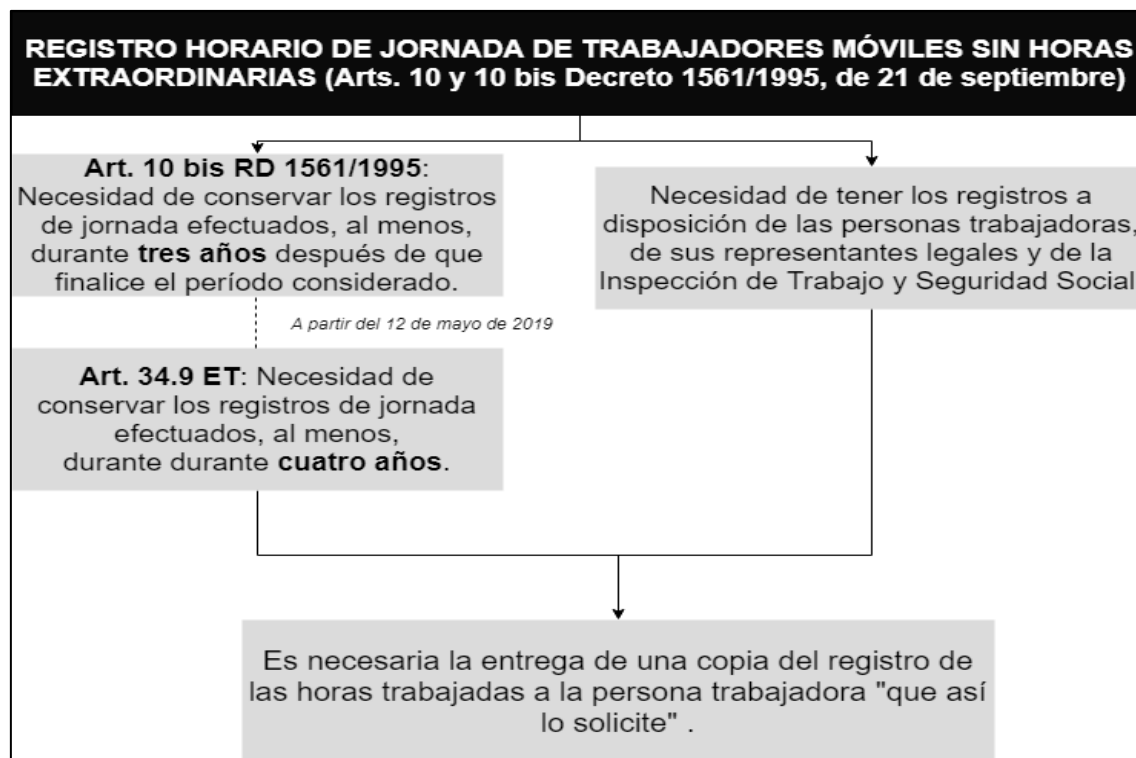 REGISTRO HORARIO DE JORNADA DE TRABAJADORES MÓVILES SIN HORAS
EXTRAORDINARIAS (Arts. 10 y 10 bis Decreto 1561/1995, de 21 de septiembre)
Art. 10 bis RD 1561/1995:
Necesidad de conservar los registros
de jornada efectuados, al menos,
durante tres años después de que
finalice el período considerado.
Necesidad de tener los registros a
disposición de las personas trabajadoras,
de sus representantes legales y de la
Inspección de Trabajo y Seguridad Social
A partir del 12 de mayo de 2019
Art. 34.9 ET: Necesidad de
conservar los registros de jornada
efectuados, al menos,
durante durante cuatro años.
Es necesaria la entrega de una copia del registro de
las horas trabajadas a la persona trabajadora "que así
lo solicite" .